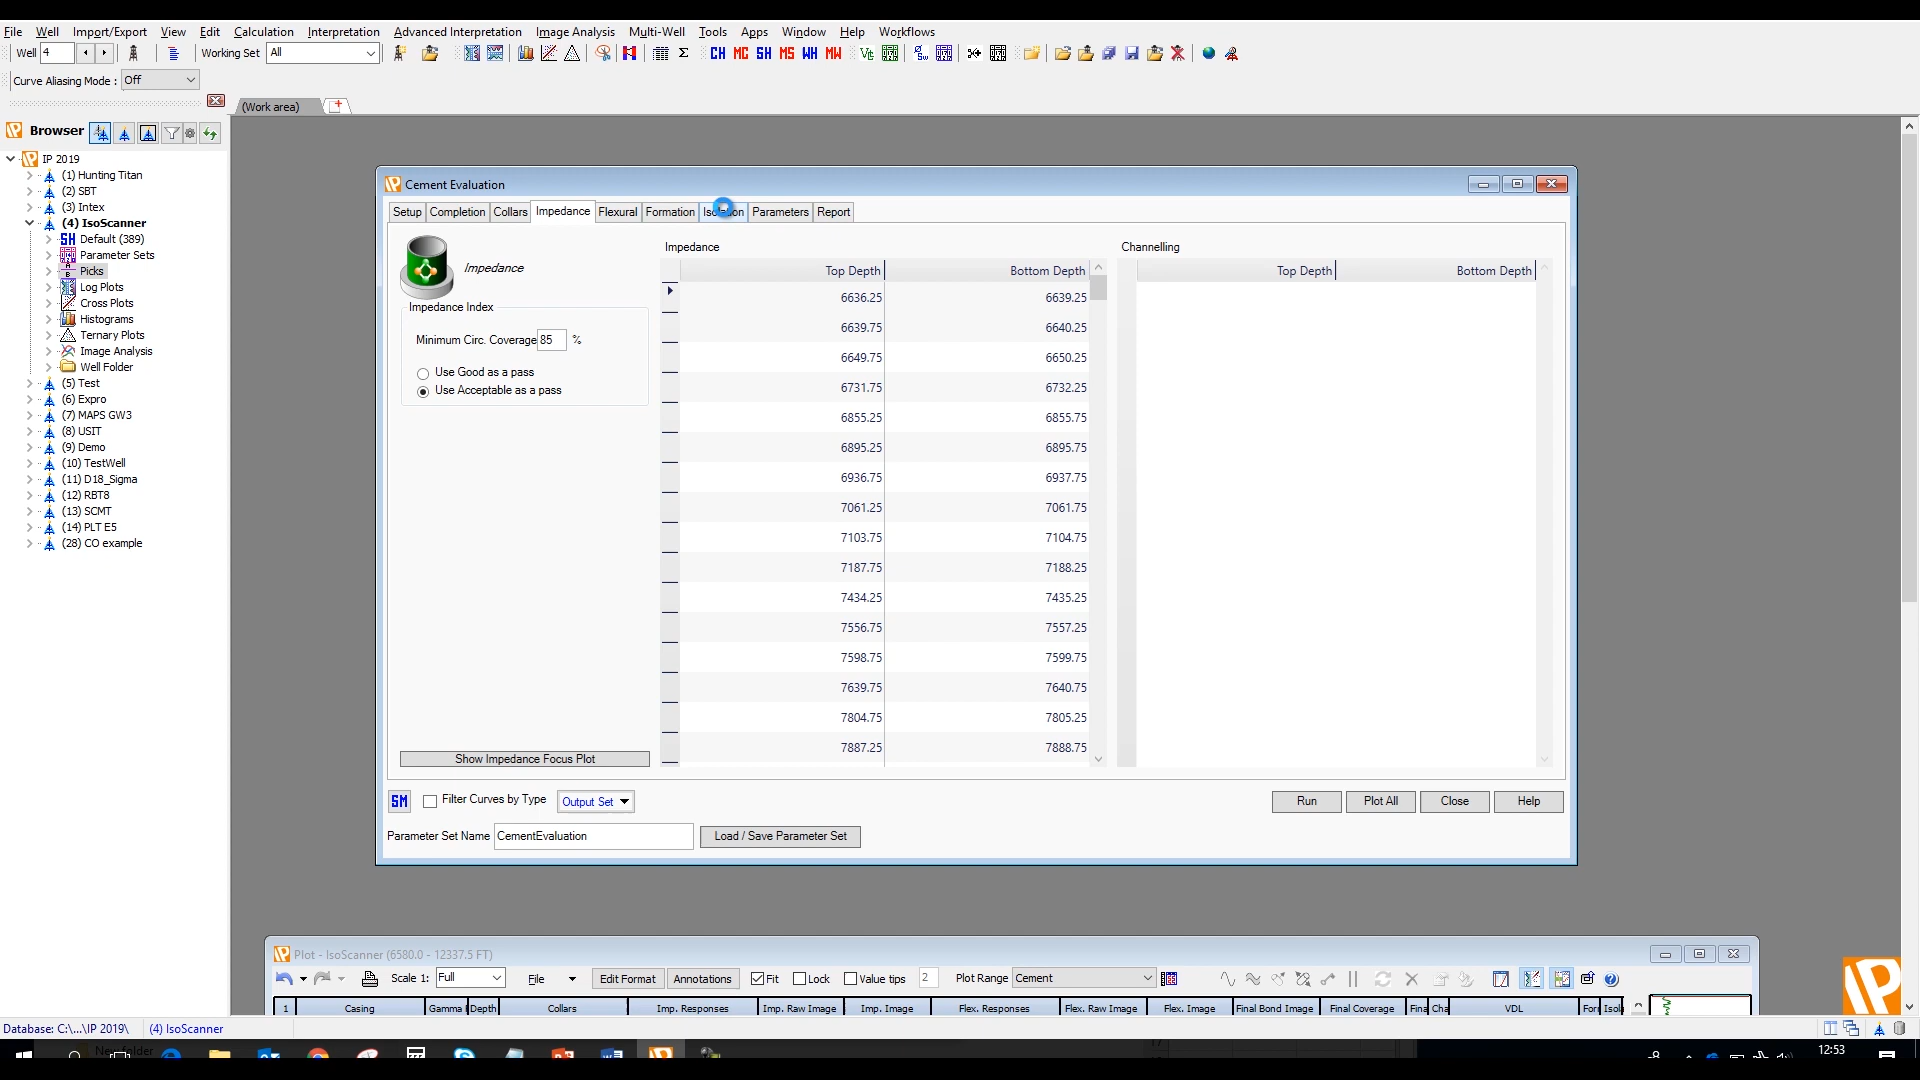 File Well Import/Export View Edit Calculation Interpretation Advanced Interpretation Image Analysis Multi-Well Tools Apps Window Help Workflows
Well 4 Working Set All CH MC SH MS WH MW
Curve Aliasing Mode : Off
(Work area)
Browser
IP 2019
(1) Hunting Titan
(2) SBT
(3) Intex
(4) IsoScanner
SH Default (389)
Parameter Sets
Picks
Log Plots
Cross Plots
Histograms
Ternary Plots
Image Analysis
Well Folder
(5) Test
(6) Expro
(7) MAPS GW3
(8) USIT
(9) Demo
(10) TestWell
(11) D18_Sigma
(12) RBT8
(13) SCMT
(14) PLT E5
(28) CO example
Cement Evaluation
Setup Completion Collars Impedance Flexural Formation Parameters Report
Impedance
Impedance Index
Minimum Circ. Coverage 85 %
Use Good as a pass
Use Acceptable as a pass
Show Impedance Focus Plot
Impedance
Top Depth Bottom Depth
6636.25 6639.25
6639.75 6640.25
6649.75 6650.25
6731.75 6732.25
6855.25 6855.75
6895.25 6895.75
6936.75 6937.75
7061.25 7061.75
7103.75 7104.75
7187.75 7188.25
7434.25 7435.25
7556.75 7557.25
7598.75 7599.75
7639.75 7640.75
7804.75 7805.25
7887.25 7888.75
Channelling
Top Depth Bottom Depth
SM Filter Curves by Type Output Set Run Plot All Close Help
Parameter Set Name CementEvaluation Load / Save Parameter Set
Plot - IsoScanner (6580.0 - 12337.5 FT)
Scale 1: Full File Edit Format Annotations Fit Lock Value tips 2 Plot Range Cement
1 Casing Gamma Depth Collars Imp. Responses Imp. Raw Image Imp. Image Flex. Responses Flex. Raw Image Flex. Image Final Bond Image Final Coverage Fina Cha VDL For Isol
Database: C:\...\IP 2019\ (4) IsoScanner
12:53